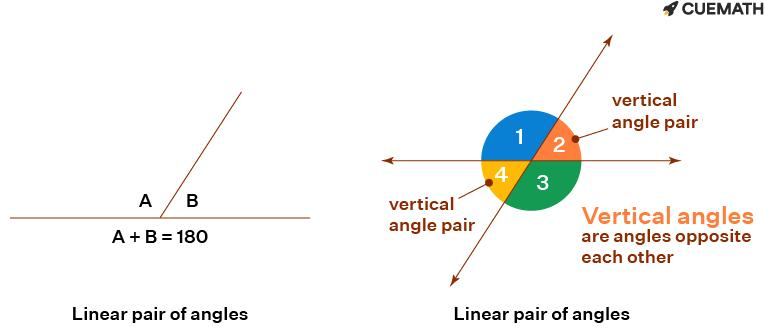 CUEMATH
A
B
A + B = 180
Linear pair of angles
vertical
angle pair
1
2
4
3
vertical
angle pair
Vertical angles
are angles opposite
each other
Linear pair of angles